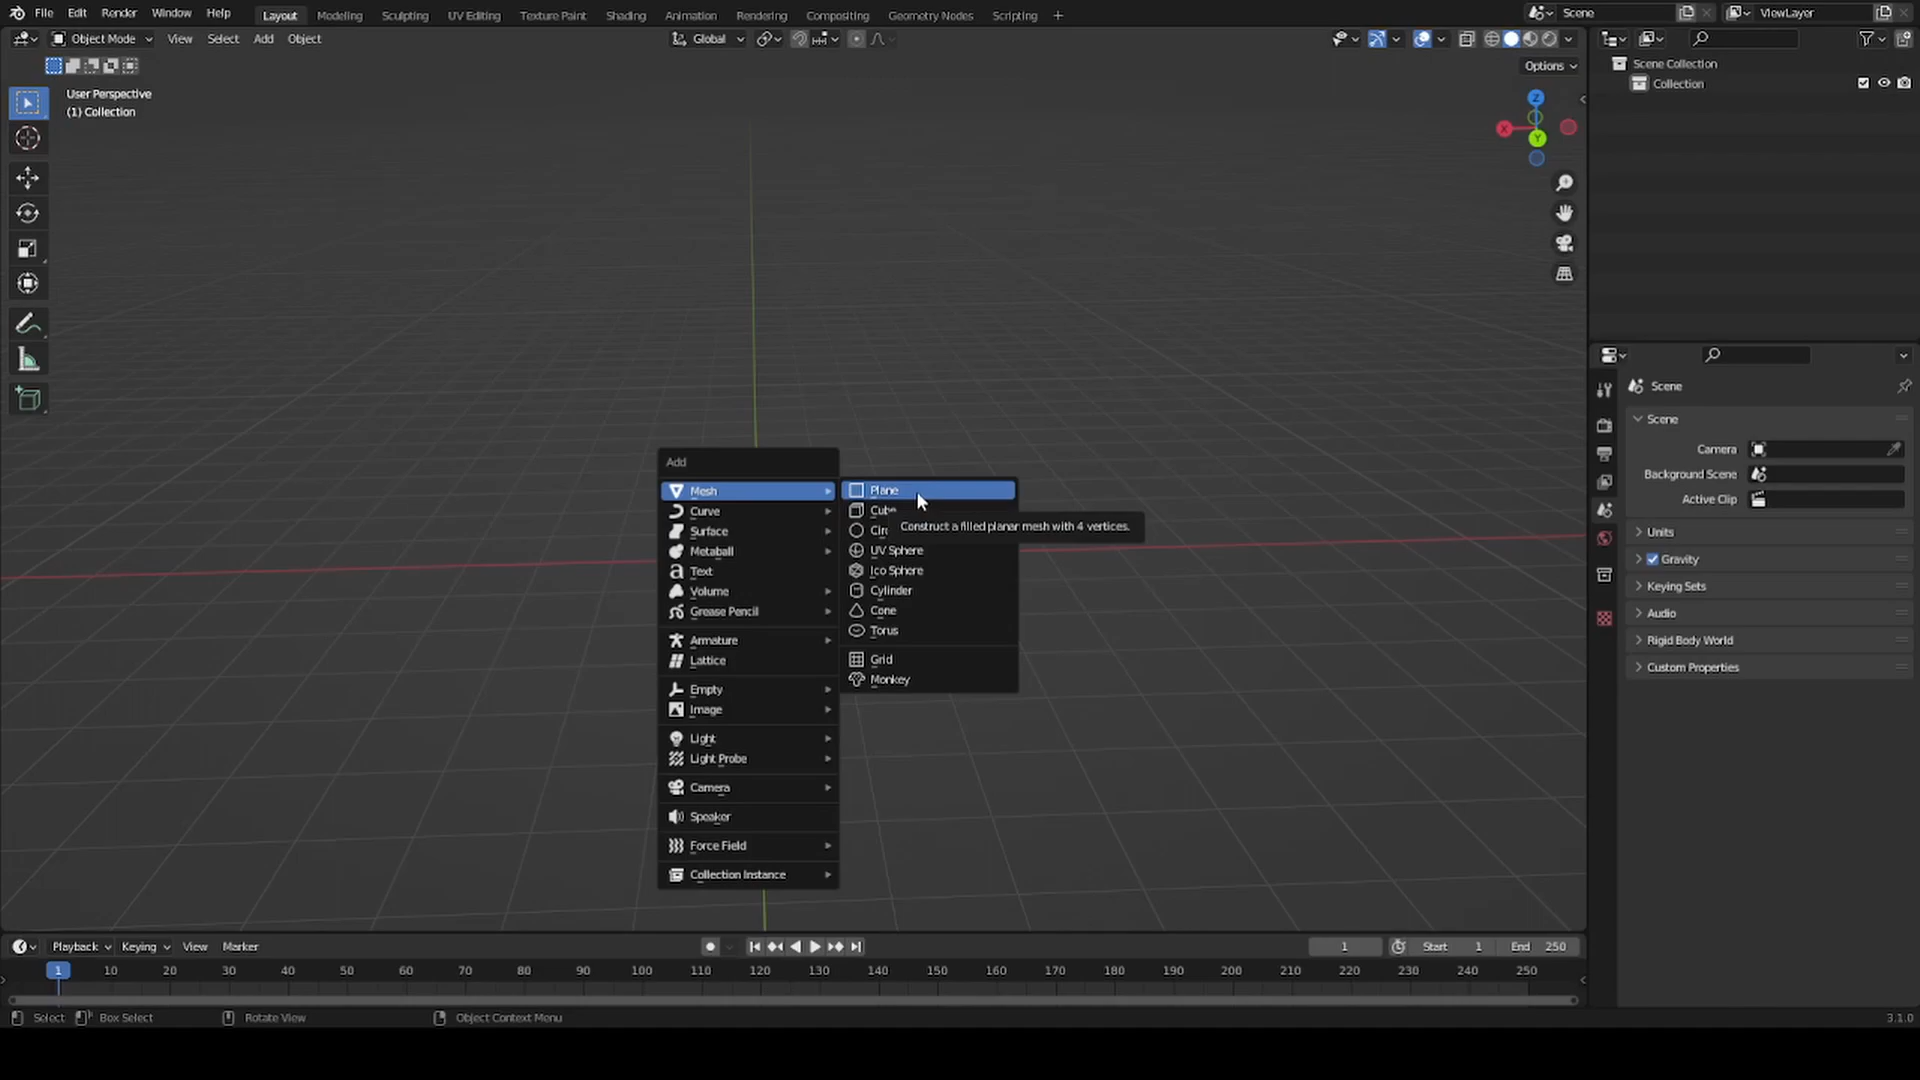 File Edit Render Window Help Layout Modeling Sculpting UV Editing Texture Paint Shading Animation Rendering Compositing Geometry Nodes Scripting + Scene ViewLayer
Object Mode View Select Add Object Global
Options
User Perspective
(1) Collection
Z
X
Y
Scene Collection
Collection
Add
Mesh
Curve
Surface
Metaball
Text
Volume
Grease Pencil
Armature
Lattice
Empty
Image
Light
Light Probe
Camera
Speaker
Force Field
Collection Instance
Plane
Construct a filled planar mesh with 4 vertices.
UV Sphere
Ico Sphere
Cylinder
Cone
Torus
Grid
Monkey
Scene
Scene
Camera
Background Scene
Active Clip
Units
Gravity
Keying Sets
Audio
Rigid Body World
Custom Properties
Playback Keying View Marker 1 Start 1 End 250
1 10 20 30 40 50 60 70 80 90 100 110 120 130 140 150 160 170 180 190 200 210 220 230 240 250
Select Box Select Rotate View Object Context Menu 3.1.0